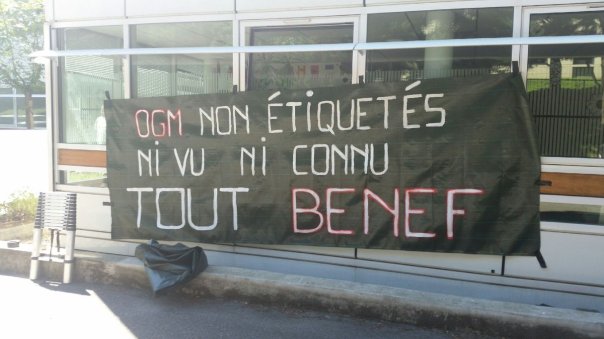 OGM NON ÉTIQUETÉS
NI VU NI CONNU
TOUT BENEF